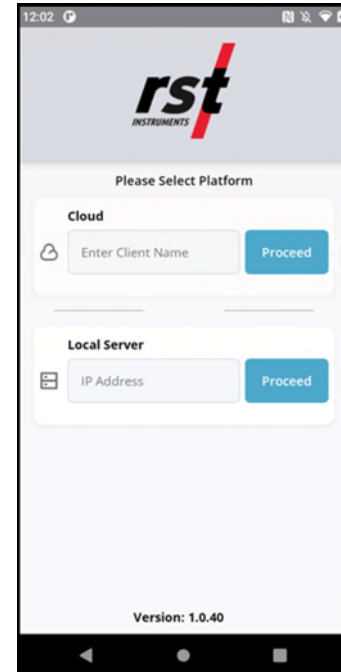 12:02
rst
INSTRUMENTS
Please Select Platform
Cloud
Enter Client Name
Proceed
Local Server
IP Address
Proceed
Version: 1.0.40